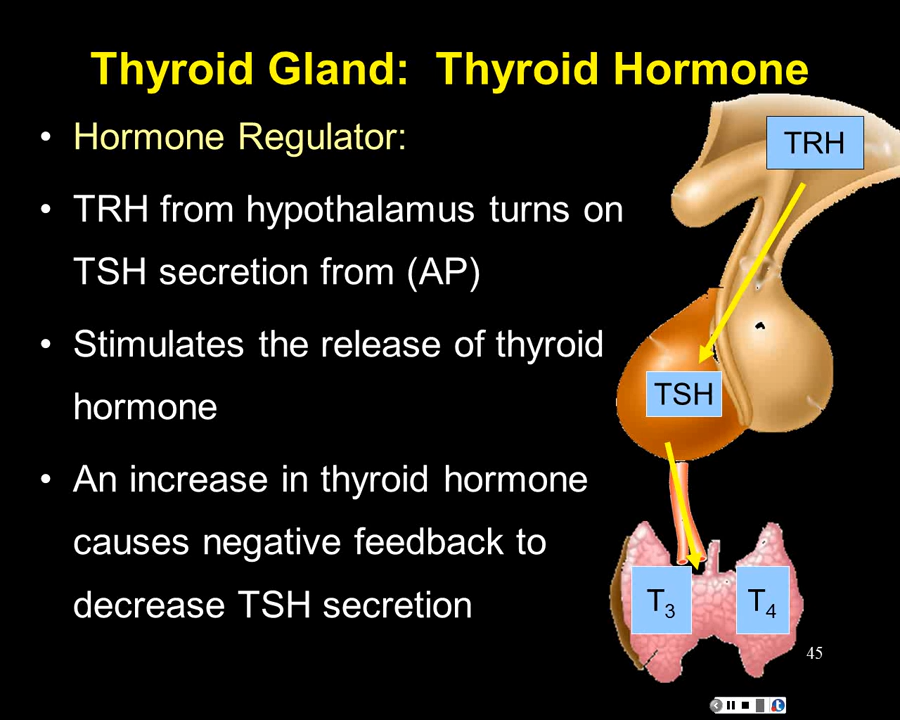 Thyroid Gland: Thyroid Hormone
• Hormone Regulator:
• TRH from hypothalamus turns on
TSH secretion from (AP)
• Stimulates the release of thyroid
hormone
• An increase in thyroid hormone
causes negative feedback to
decrease TSH secretion
TRH
TSH
T₃
T₄
45